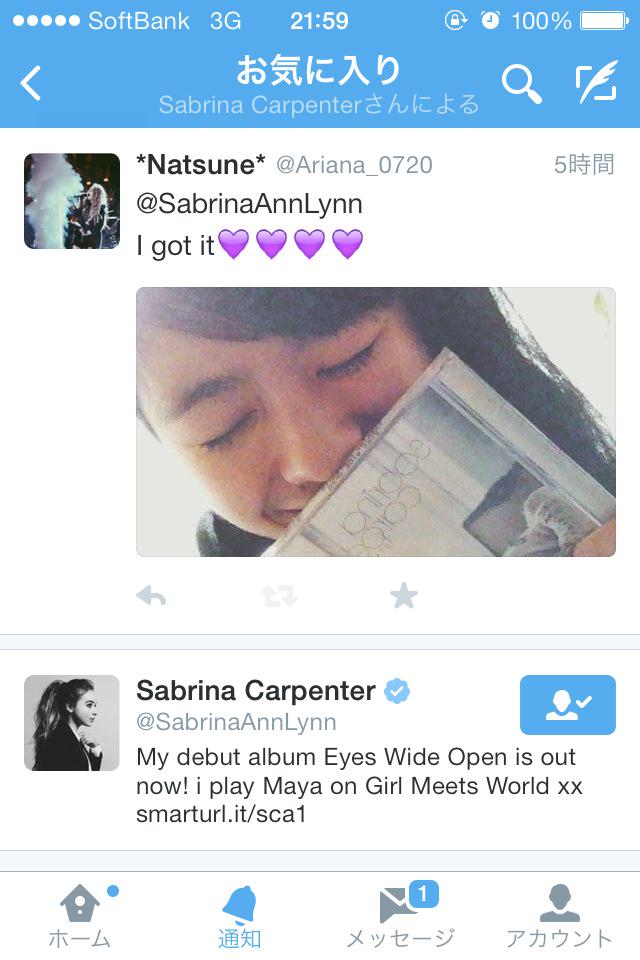 SoftBank 3G 21:59 100%
お気に入り
Sabrina Carpenterさんによる
*Natsune* @Ariana_0720 5時間
@SabrinaAnnLynn
I got it💜💜💜💜
Sabrina Carpenter
@SabrinaAnnLynn
My debut album Eyes Wide Open is out
now! i play Maya on Girl Meets World xx
smarturl.it/sca1
1
ホーム 通知 メッセージ アカウント